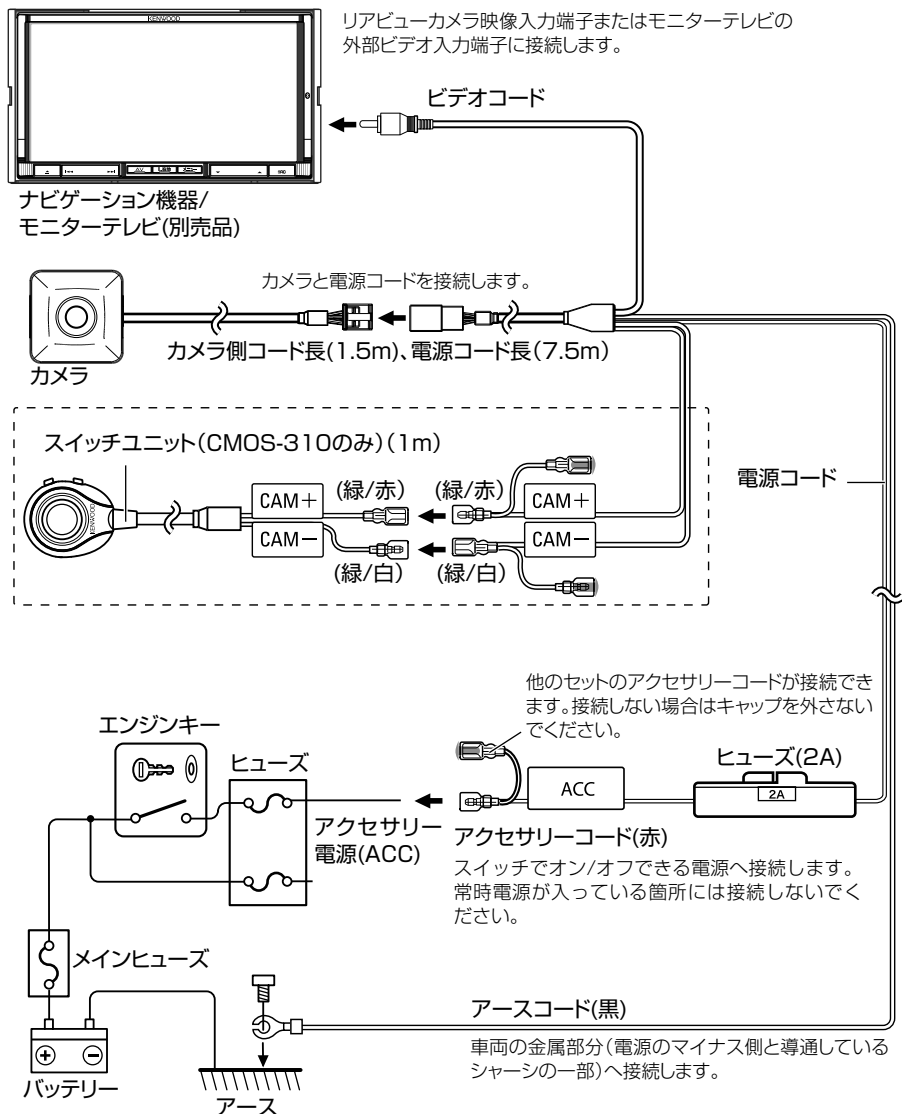 KENWOOD
リアビューカメラ映像入力端子またはモニターテレビの
外部ビデオ入力端子に接続します。
ビデオコード
AV
ナビゲーション機器/
モニターテレビ(別売品)
カメラと電源コードを接続します。
カメラ側コード長(1.5m)、電源コード長(7.5m)
カメラ
スイッチユニット(CMOS-310のみ)(1m)
KENWOOD
CAM+
(緑/赤)
(緑/赤)
CAM+
CAM−
CAM−
(緑/白)
(緑/白)
電源コード
他のセットのアクセサリーコードが接続でき
ます。接続しない場合はキャップを外さない
でください。
エンジンキー
ヒューズ
ヒューズ(2A)
ACC
2A
アクセサリー
電源(ACC)
アクセサリーコード(赤)
スイッチでオン/オフできる電源へ接続します。
常時電源が入っている箇所には接続しないでく
ださい。
メインヒューズ
アースコード(黒)
車両の金属部分(電源のマイナス側と導通している
シャーシの一部)へ接続します。
バッテリー
アース